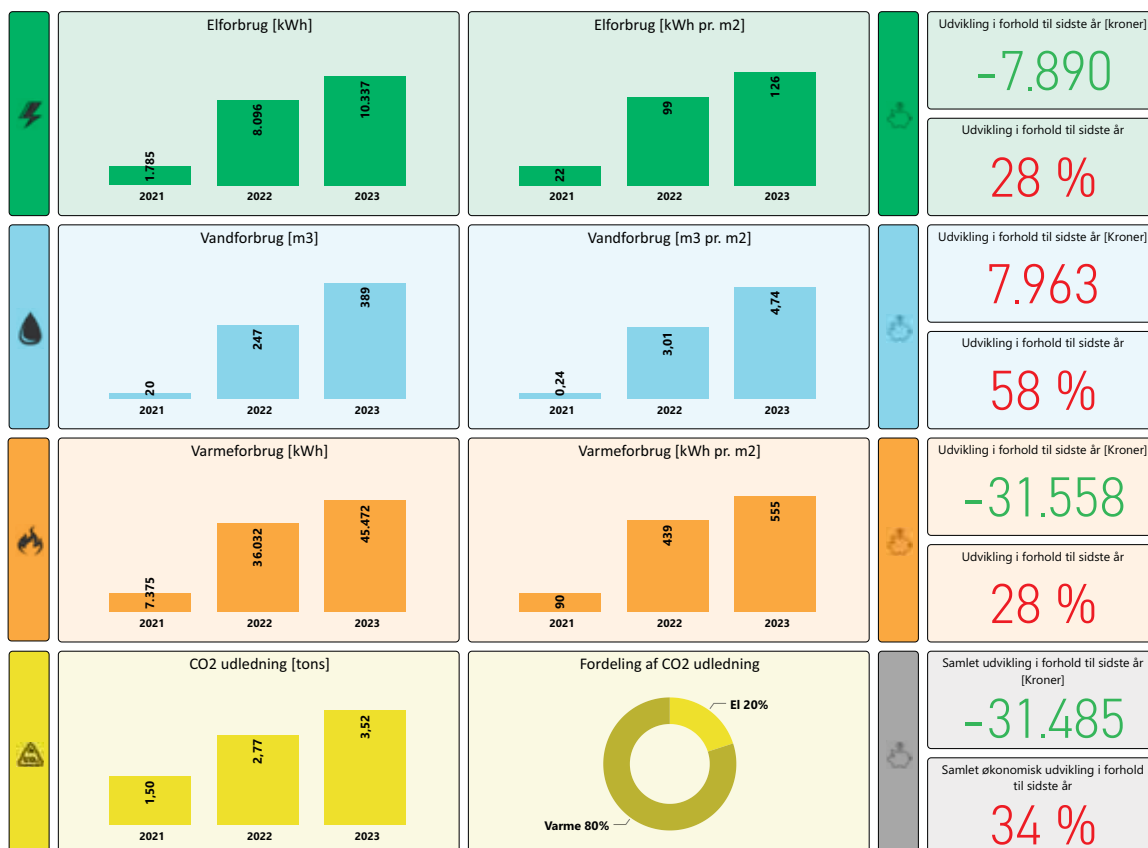 Elforbrug [kWh]
1.785
8.096
10.337
2021
2022
2023
Elforbrug [kWh pr. m2]
22
99
126
2021
2022
2023
Udvikling i forhold til sidste år [kroner]
-7.890
Udvikling i forhold til sidste år
28 %
Vandforbrug [m3]
20
247
389
2021
2022
2023
Vandforbrug [m3 pr. m2]
0,24
3,01
4,74
2021
2022
2023
Udvikling i forhold til sidste år [Kroner]
7.963
Udvikling i forhold til sidste år
58 %
Varmeforbrug [kWh]
7.375
36.032
45.472
2021
2022
2023
Varmeforbrug [kWh pr. m2]
90
439
555
2021
2022
2023
Udvikling i forhold til sidste år [Kroner]
-31.558
Udvikling i forhold til sidste år
28 %
CO2 udledning [tons]
1,50
2,77
3,52
2021
2022
2023
Fordeling af CO2 udledning
El 20%
Varme 80%
Samlet udvikling i forhold til sidste år
[Kroner]
-31.485
Samlet økonomisk udvikling i forhold
til sidste år
34 %